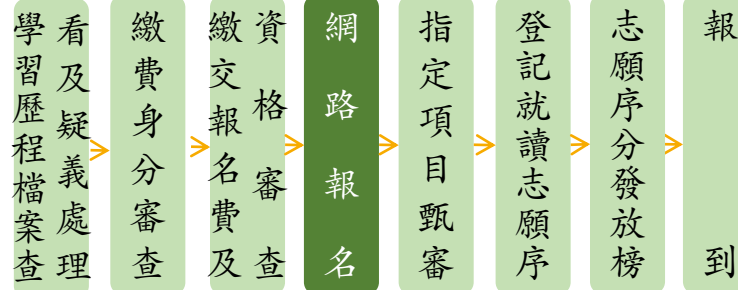 學習歷程檔案查
看及疑義處理
繳費身分審查
繳交報名費及
資格審查
網路報名
指定項目甄審
登記就讀志願序
志願序分發放榜
報到